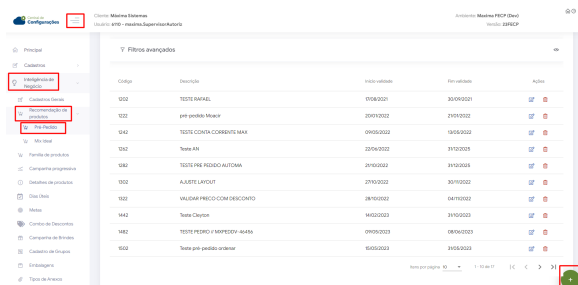 Central de
Configurações
Cliente: Máxima Sistemas
Usuário: 6110 - maxima.SupervisorAutoriz
Ambiente: Maxima FECP (Dev)
Versão: 23FECP
Principal
Cadastros
Inteligência de
Negócio
Cadastros Gerais
Recomendação de
produtos
Pré-Pedido
Mix Ideal
Família de produtos
Campanha progressiva
Detalhes de produtos
Dias Úteis
Metas
Combo de Descontos
Campanha de Brindes
Cadastro de Grupos
Embalagens
Tipos de Anexos
Filtros avançados
Código Descrição Início validade Fim validade Ações
1202 TESTE RAFAEL 17/08/2021 30/09/2021
1222 pré-pedido Moacir 20/01/2022 21/01/2022
1242 TESTE CONTA CORRENTE MAX 09/05/2022 13/05/2022
1262 Teste AN 22/06/2022 31/12/2025
1282 TESTE PRE PEDIDO AUTOMA 21/10/2022 31/12/2025
1302 AJUSTE LAYOUT 27/10/2022 30/11/2022
1322 VALIDAR PRECO COM DESCONTO 28/10/2022 04/11/2022
1442 Teste Cleyton 14/02/2023 31/10/2023
1482 TESTE PEDRO // MXPEDDV-46486 09/05/2023 08/06/2023
1502 Teste pré- pedido ordenar 15/05/2023 31/05/2023
Itens por página 10 1 - 10 de 17